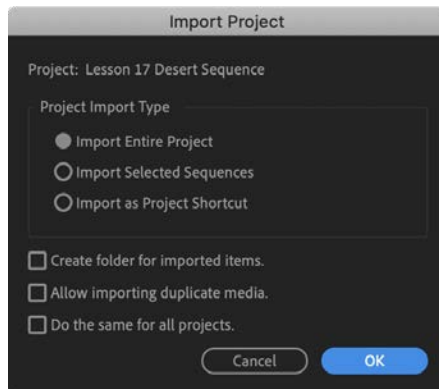 Import Project
Project: Lesson 17 Desert Sequence
Project Import Type
Import Entire Project
Import Selected Sequences
Import as Project Shortcut
Create folder for imported items.
Allow importing duplicate media.
Do the same for all projects.
Cancel OK